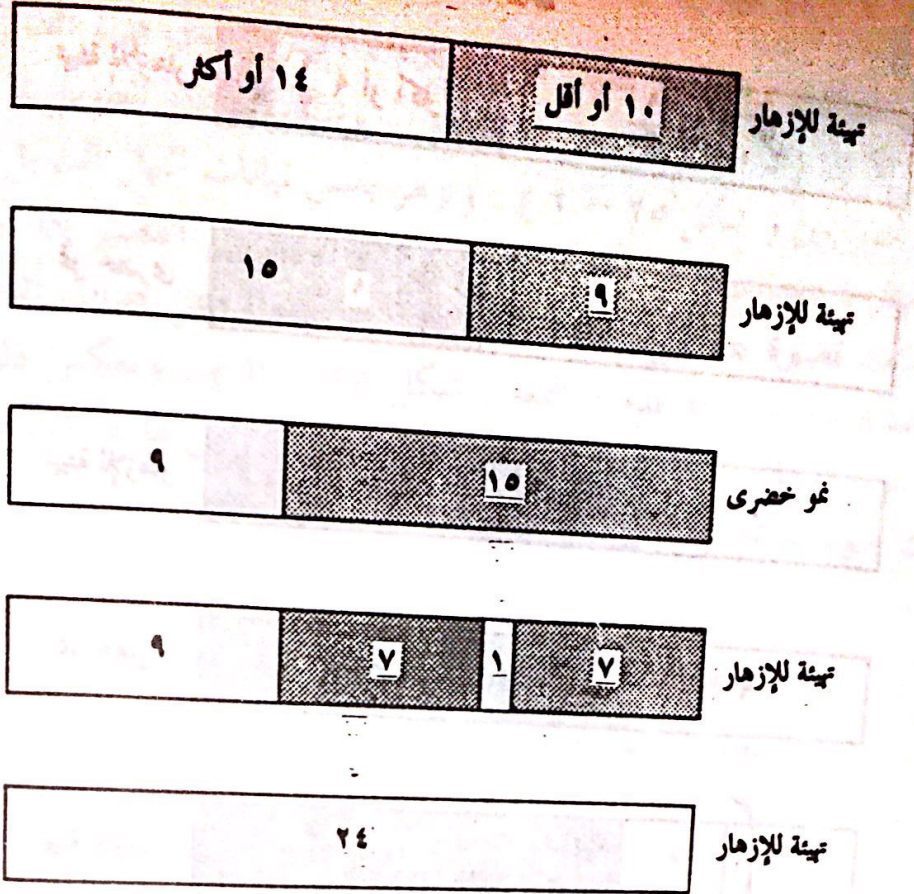 تهيئة للإزهار ١٠ أو أقل ١٤ أو أكثر
تهيئة للإزهار ٩ ١٥
نمو خضرى ١٥ ٩
تهيئة للإزهار ٧ ١ ٧ ٩
تهيئة للإزهار ٢٤